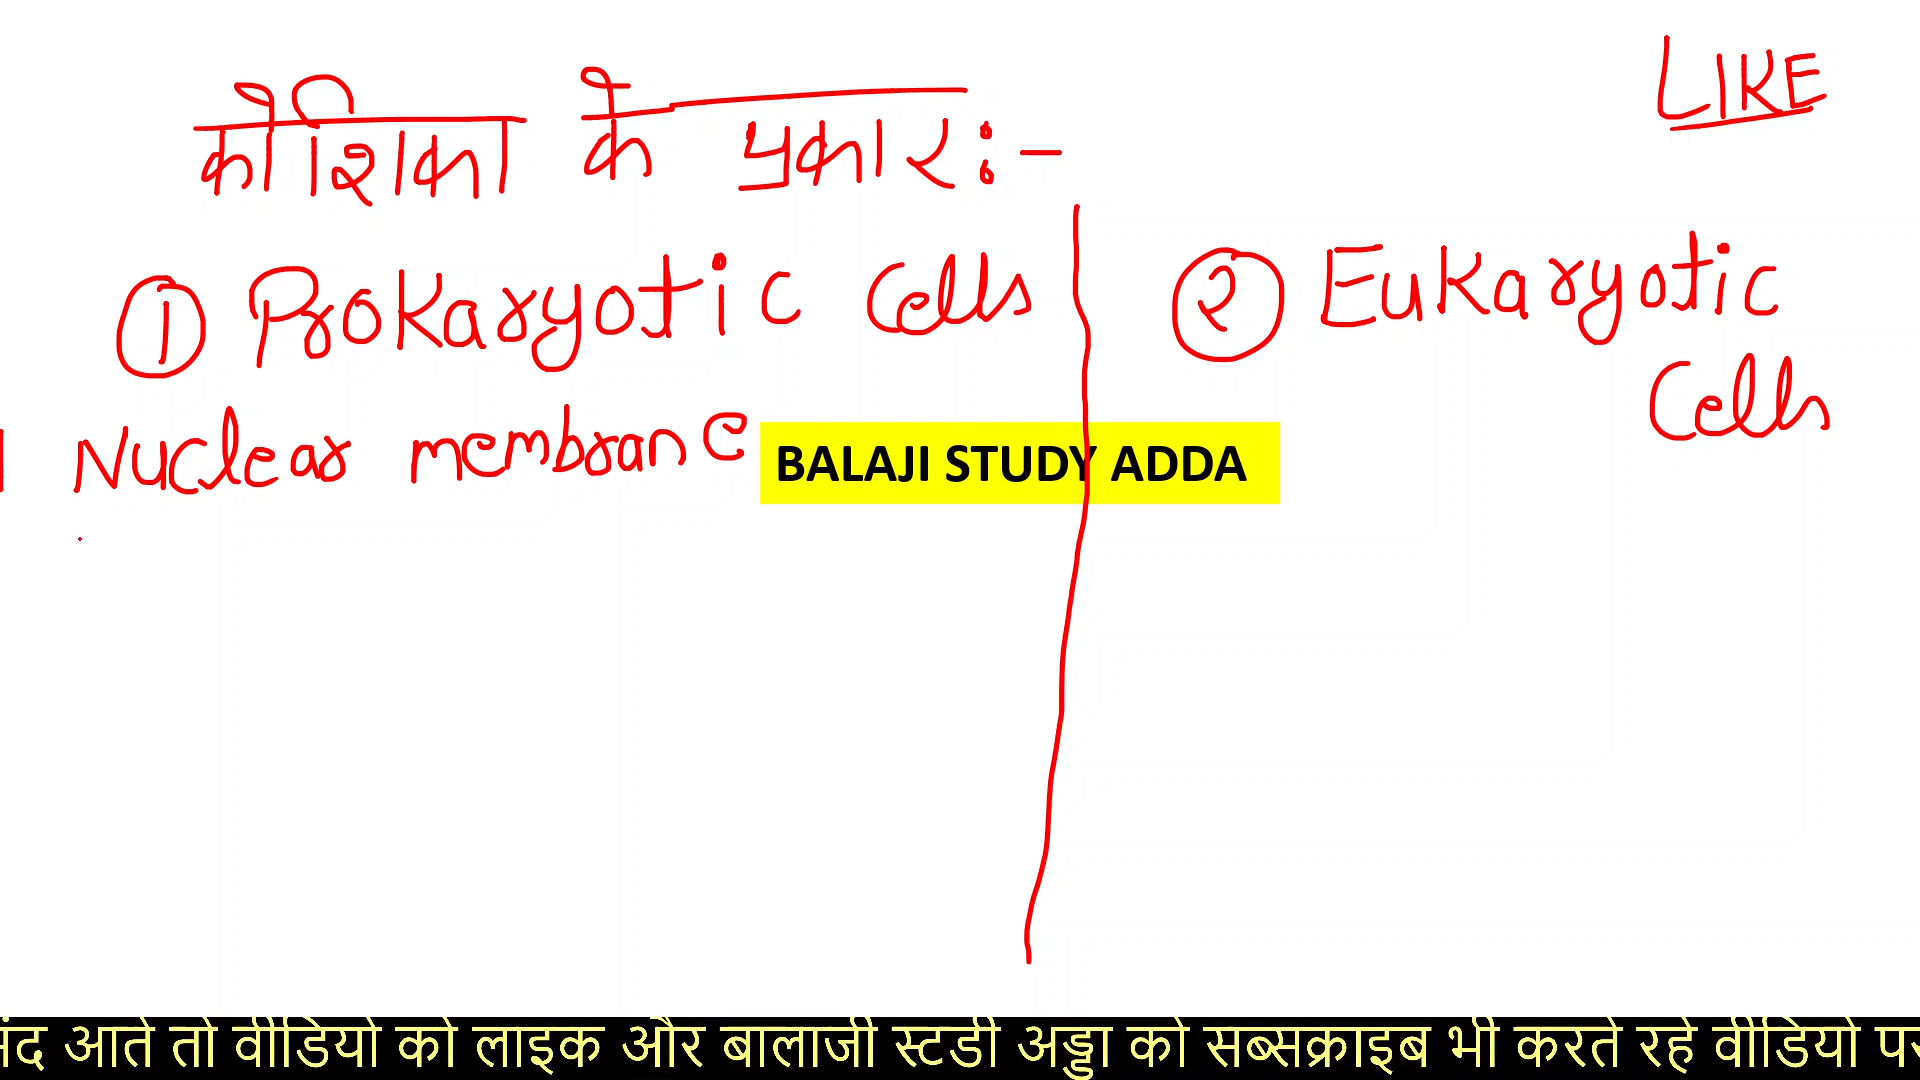 LIKE
कोशिका के प्रकार :-
① Prokaryotic Cells
② Eukaryotic
Cells
Nuclear membrane
BALAJI STUDY ADDA
आते तो वीडियो को लाइक और बालाजी स्टडी अड्डा को सब्सक्राइब भी करते रहे वीडियो